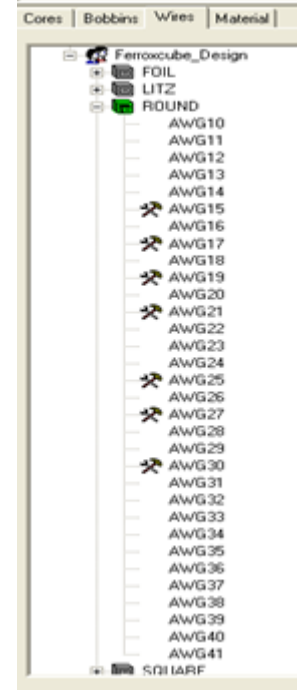 Cores Bobbins Wires Material
Ferroxcube_Design
FOIL
LITZ
ROUND
AWG10
AWG11
AWG12
AWG13
AWG14
AWG15
AWG16
AWG17
AWG18
AWG19
AWG20
AWG21
AWG22
AWG23
AWG24
AWG25
AWG26
AWG27
AWG28
AWG29
AWG30
AWG31
AWG32
AWG33
AWG34
AWG35
AWG36
AWG37
AWG38
AWG39
AWG40
AWG41
SQUARE